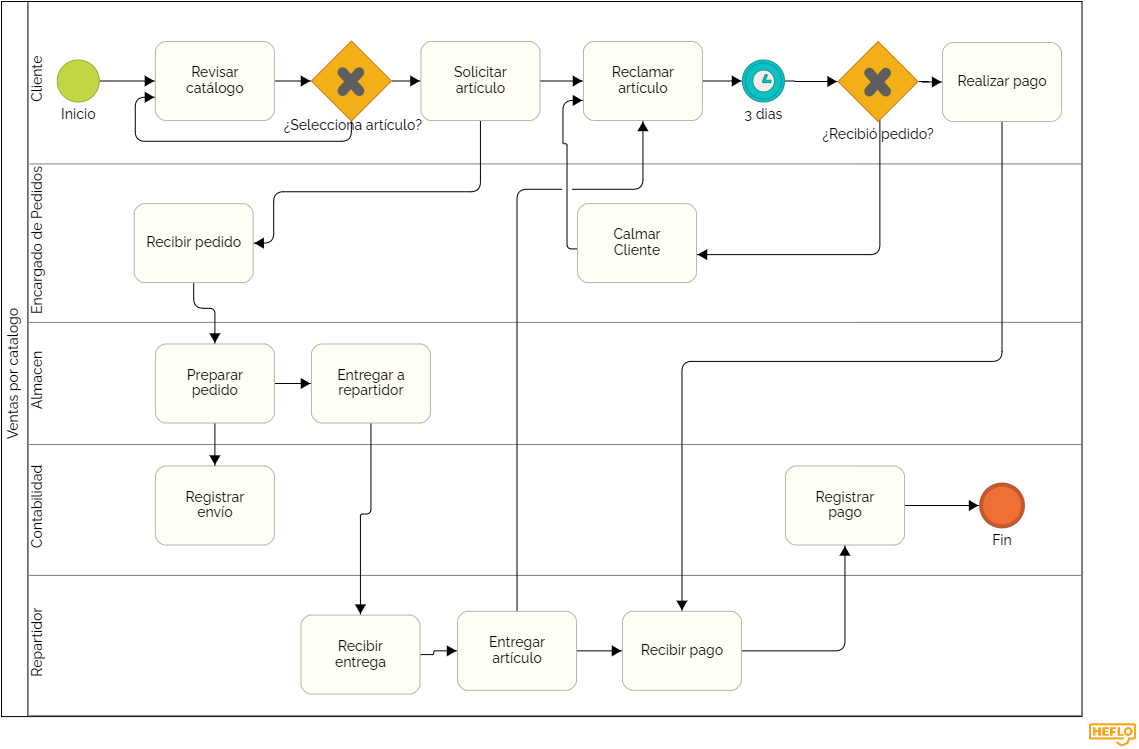 Ventas por catalogo
Cliente
Inicio
Revisar
catálogo
¿Selecciona artículo?
Solicitar
artículo
Reclamar
artículo
3 dias
¿Recibió pedido?
Realizar pago
Encargado de Pedidos
Recibir pedido
Calmar
Cliente
Almacen
Preparar
pedido
Entregar a
repartidor
Contabilidad
Registrar
envío
Registrar
pago
Fin
Repartidor
Recibir
entrega
Entregar
artículo
Recibir pago
HEFLO